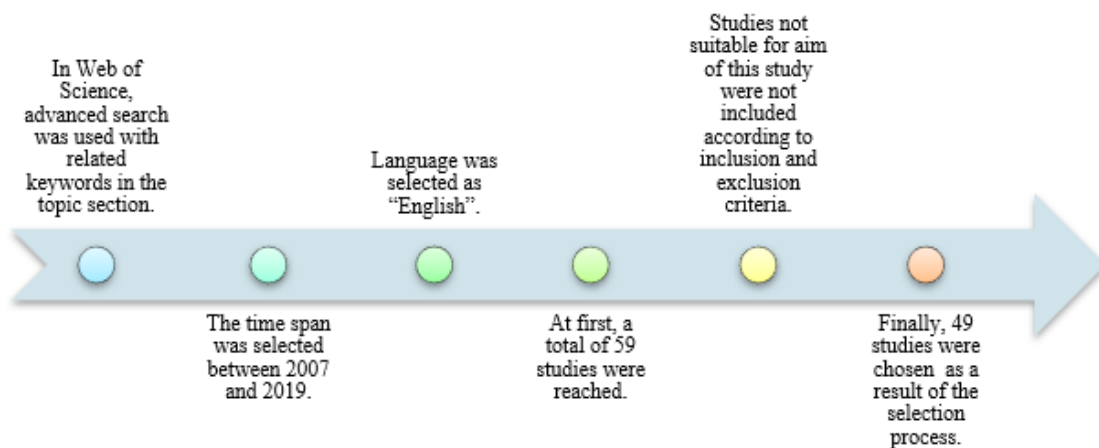 In Web of
Science,
advanced search
was used with
related
keywords in the
topic section.
The time span
was selected
between 2007
and 2019.
Language was
selected as
“English”.
At first, a
total of 59
studies were
reached.
Studies not
suitable for aim
of this study
were not
included
according to
inclusion and
exclusion
criteria.
Finally, 49
studies were
chosen as a
result of the
selection
process.